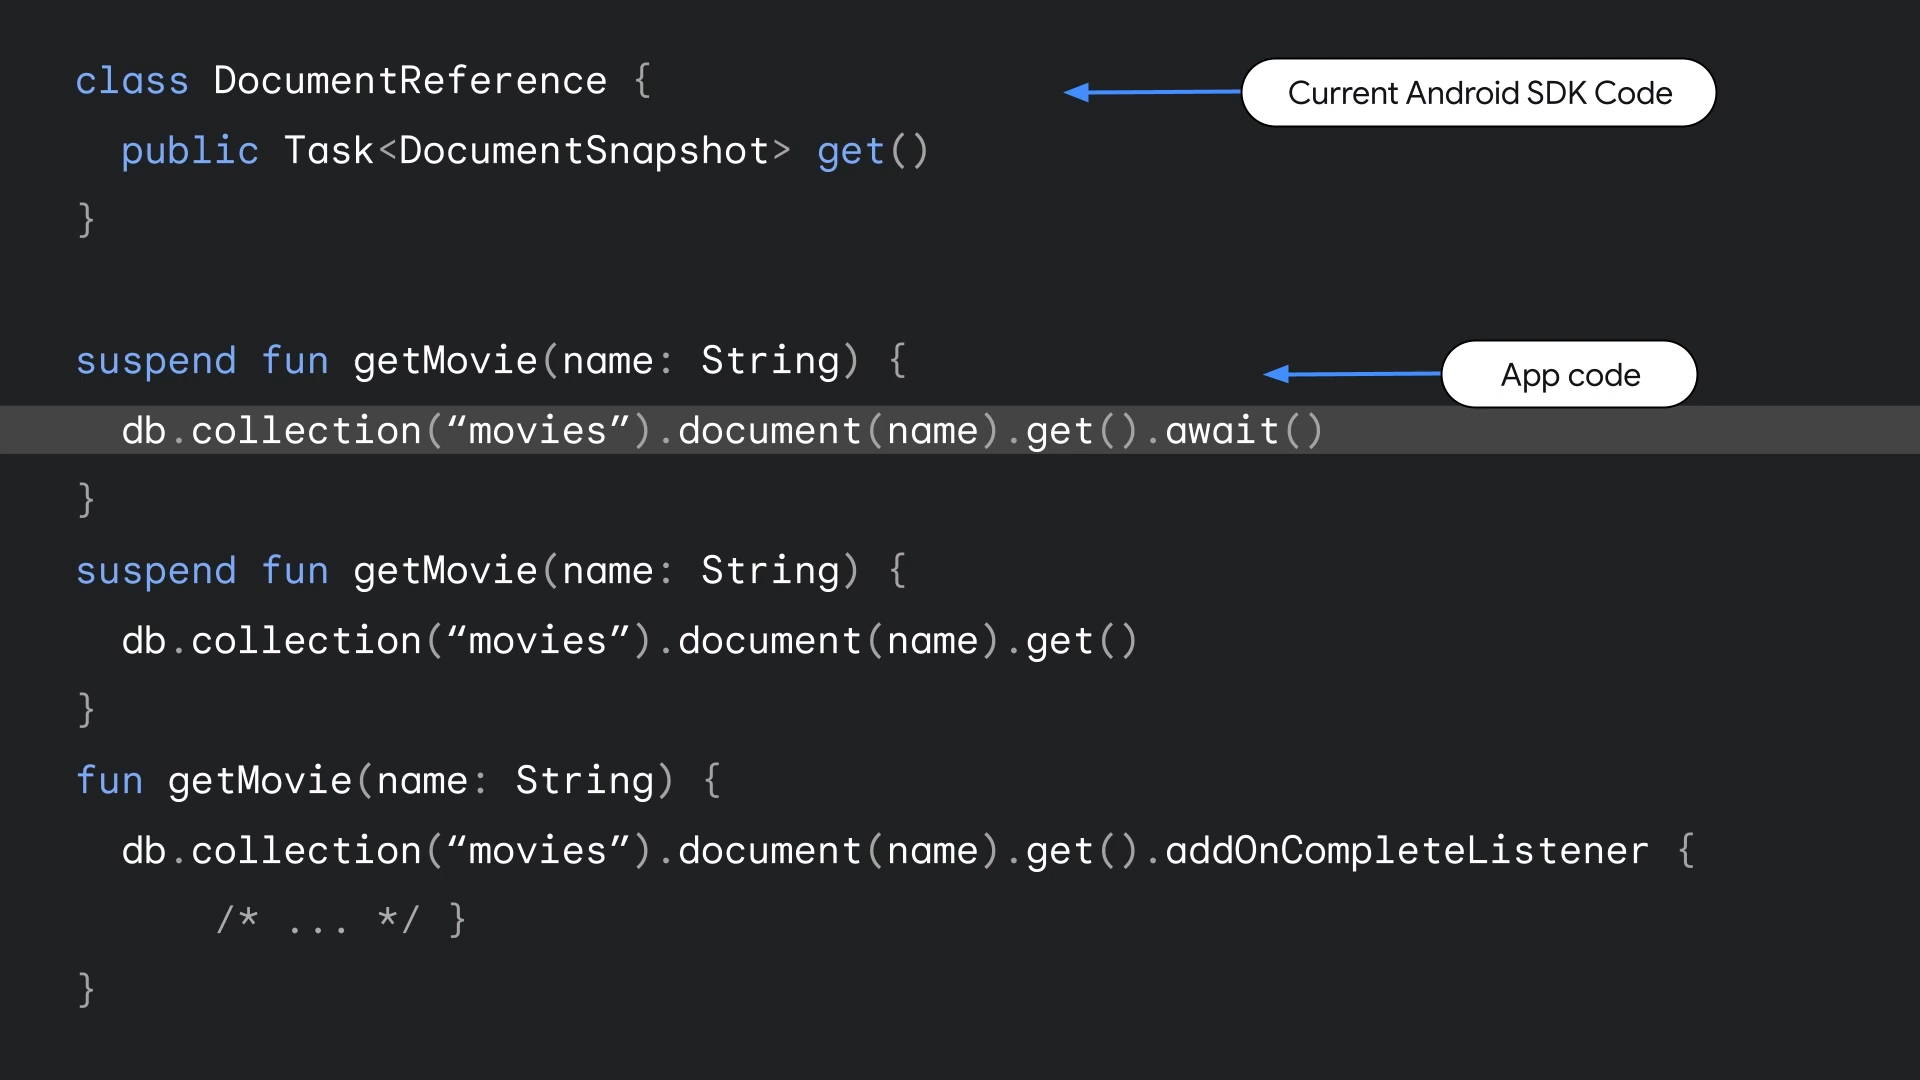 class DocumentReference {
Current Android SDK Code
public Task<DocumentSnapshot> get()
}
suspend fun getMovie(name: String) {
App code
db.collection(“movies”).document(name).get().await()
}
suspend fun getMovie(name: String) {
db.collection(“movies”).document(name).get()
}
fun getMovie(name: String) {
db.collection(“movies”).document(name).get().addOnCompleteListener {
/* ... */ }
}